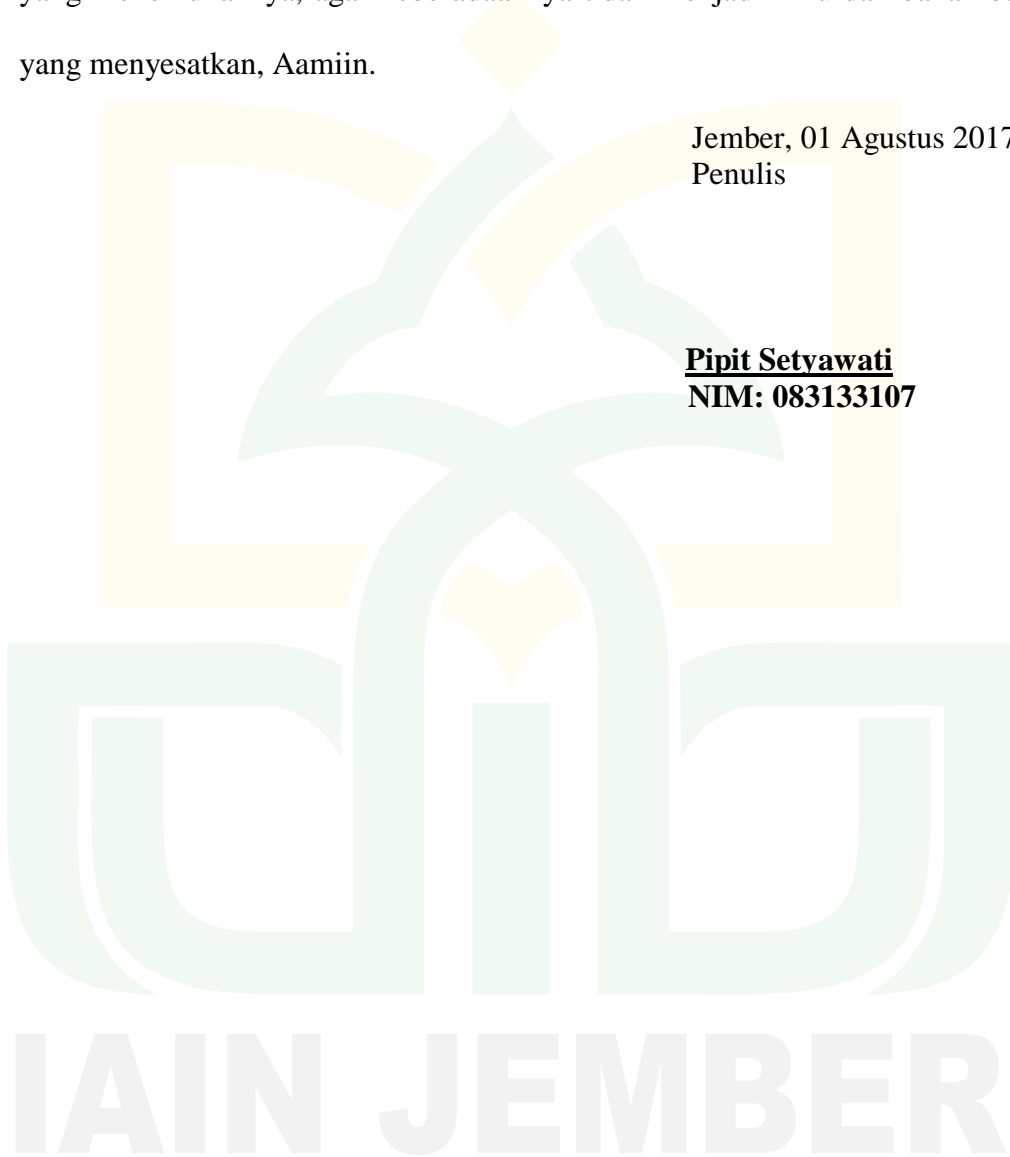 yang menyesatkan, Aamiin.
Jember, 01 Agustus 2017
Penulis
Pipit Setyawati
NIM: 083133107
IAIN JEMBER